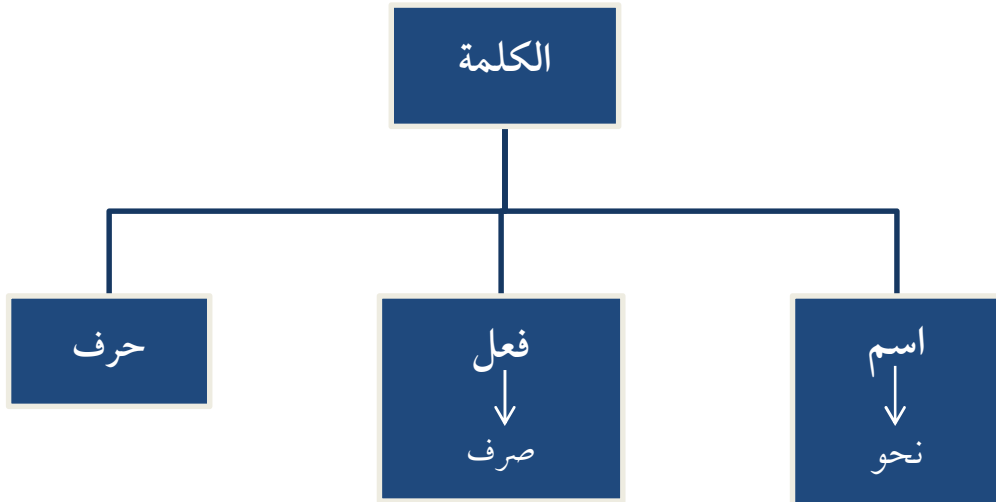 الكلمة
اسم
نحو
فعل
صرف
حرف